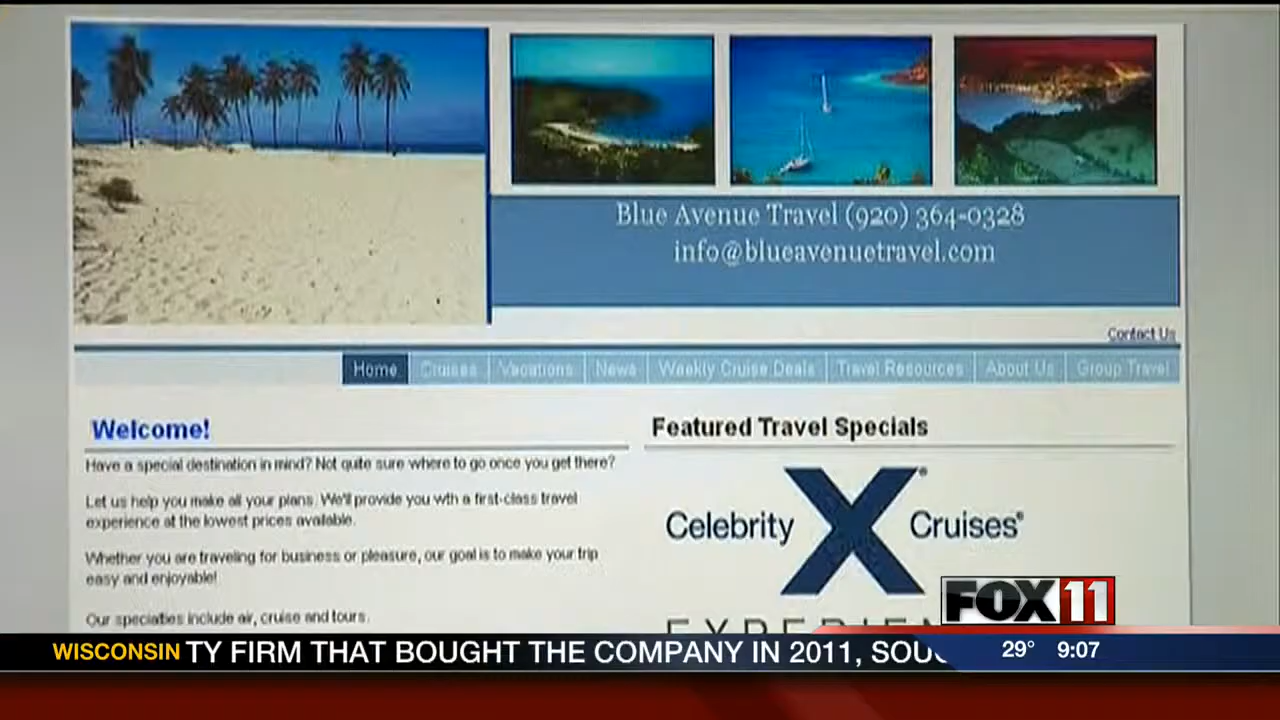 Blue Avenue Travel (920) 364-0328
info@blueavenuetravel.com
Contact Us
Home Cruises Vacations News Weekly Cruise Deals Travel Resources About Us Group Travel
Welcome!
Have a special destination in mind? Not quite sure where to go once you get there?
Let us help you make all your plans. We'll provide you wth a first-class travel
experience at the lowest prices available.
Whether you are traveling for business or pleasure, our goal is to make your trip
easy and enjoyable!
Our specialties include air, cruise and tours.
Featured Travel Specials
Celebrity X Cruises®
FOX 11
WISCONSIN TY FIRM THAT BOUGHT THE COMPANY IN 2011, SOU
29° 9:07